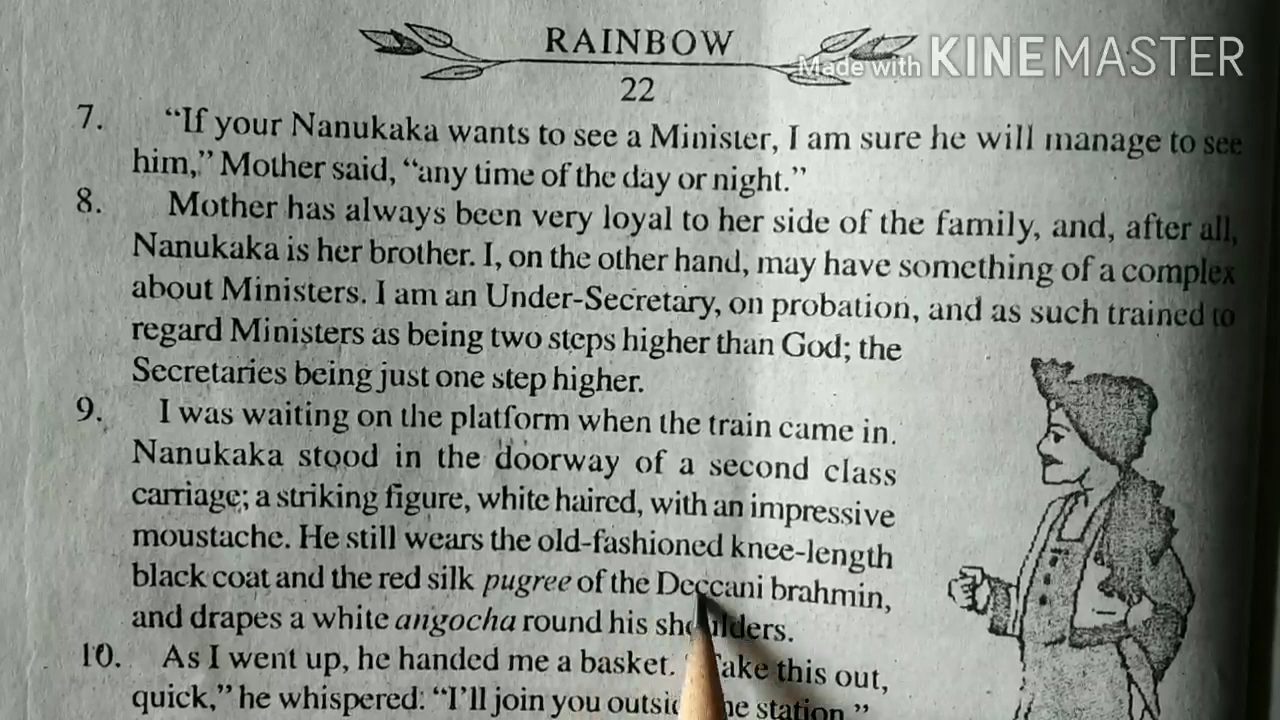 RAINBOW
Made with KINEMASTER
22
7. “If your Nanukaka wants to see a Minister, I am sure he will manage to see
him,” Mother said, “any time of the day or night.”
8. Mother has always been very loyal to her side of the family, and, after all,
Nanukaka is her brother. I, on the other hand, may have something of a complex
about Ministers. I am an Under-Secretary, on probation, and as such trained to
regard Ministers as being two steps higher than God; the
Secretaries being just one step higher.
9. I was waiting on the platform when the train came in.
Nanukaka stood in the doorway of a second class
carriage; a striking figure, white haired, with an impressive
moustache. He still wears the old-fashioned knee-length
black coat and the red silk pugree of the Deccani brahmin,
and drapes a white angocha round his shoulders.
10. As I went up, he handed me a basket. “Take this out,
quick,” he whispered. “I’ll join you outside the station.”